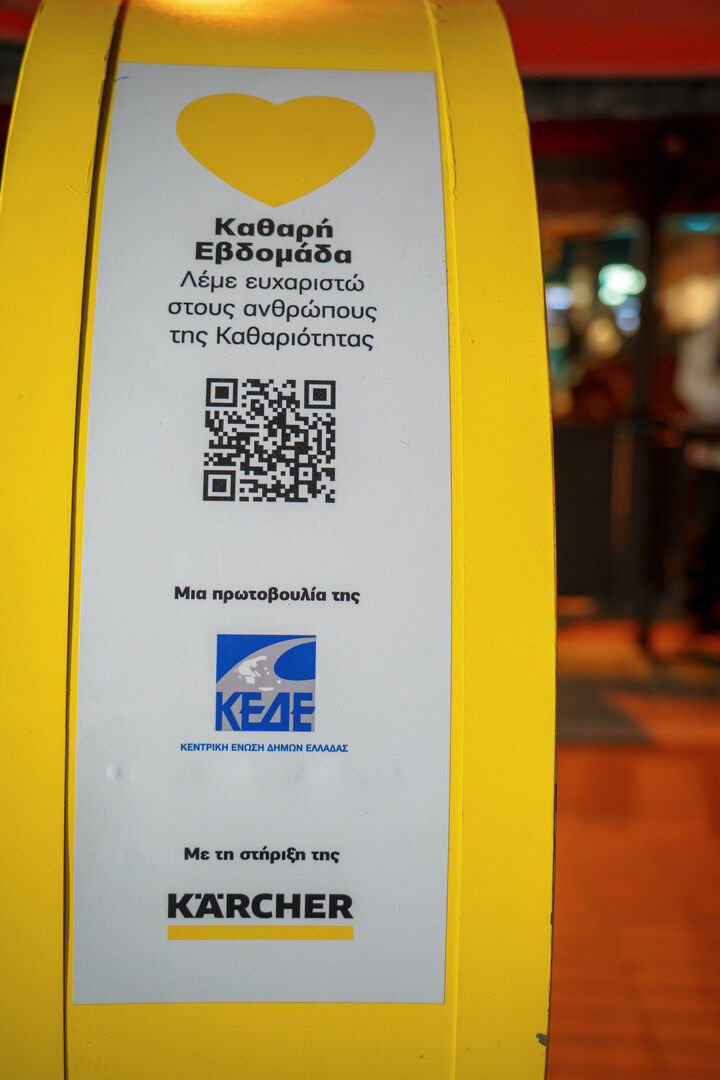 Καθαρή
Εβδομάδα
Λέμε ευχαριστώ
στους ανθρώπους
της Καθαριότητας
Μια πρωτοβουλία της
ΚΕΔΕ
ΚΕΝΤΡΙΚΗ ΕΝΩΣΗ ΔΗΜΩΝ ΕΛΛΑΔΑΣ
Με τη στήριξη της
KÄRCHER